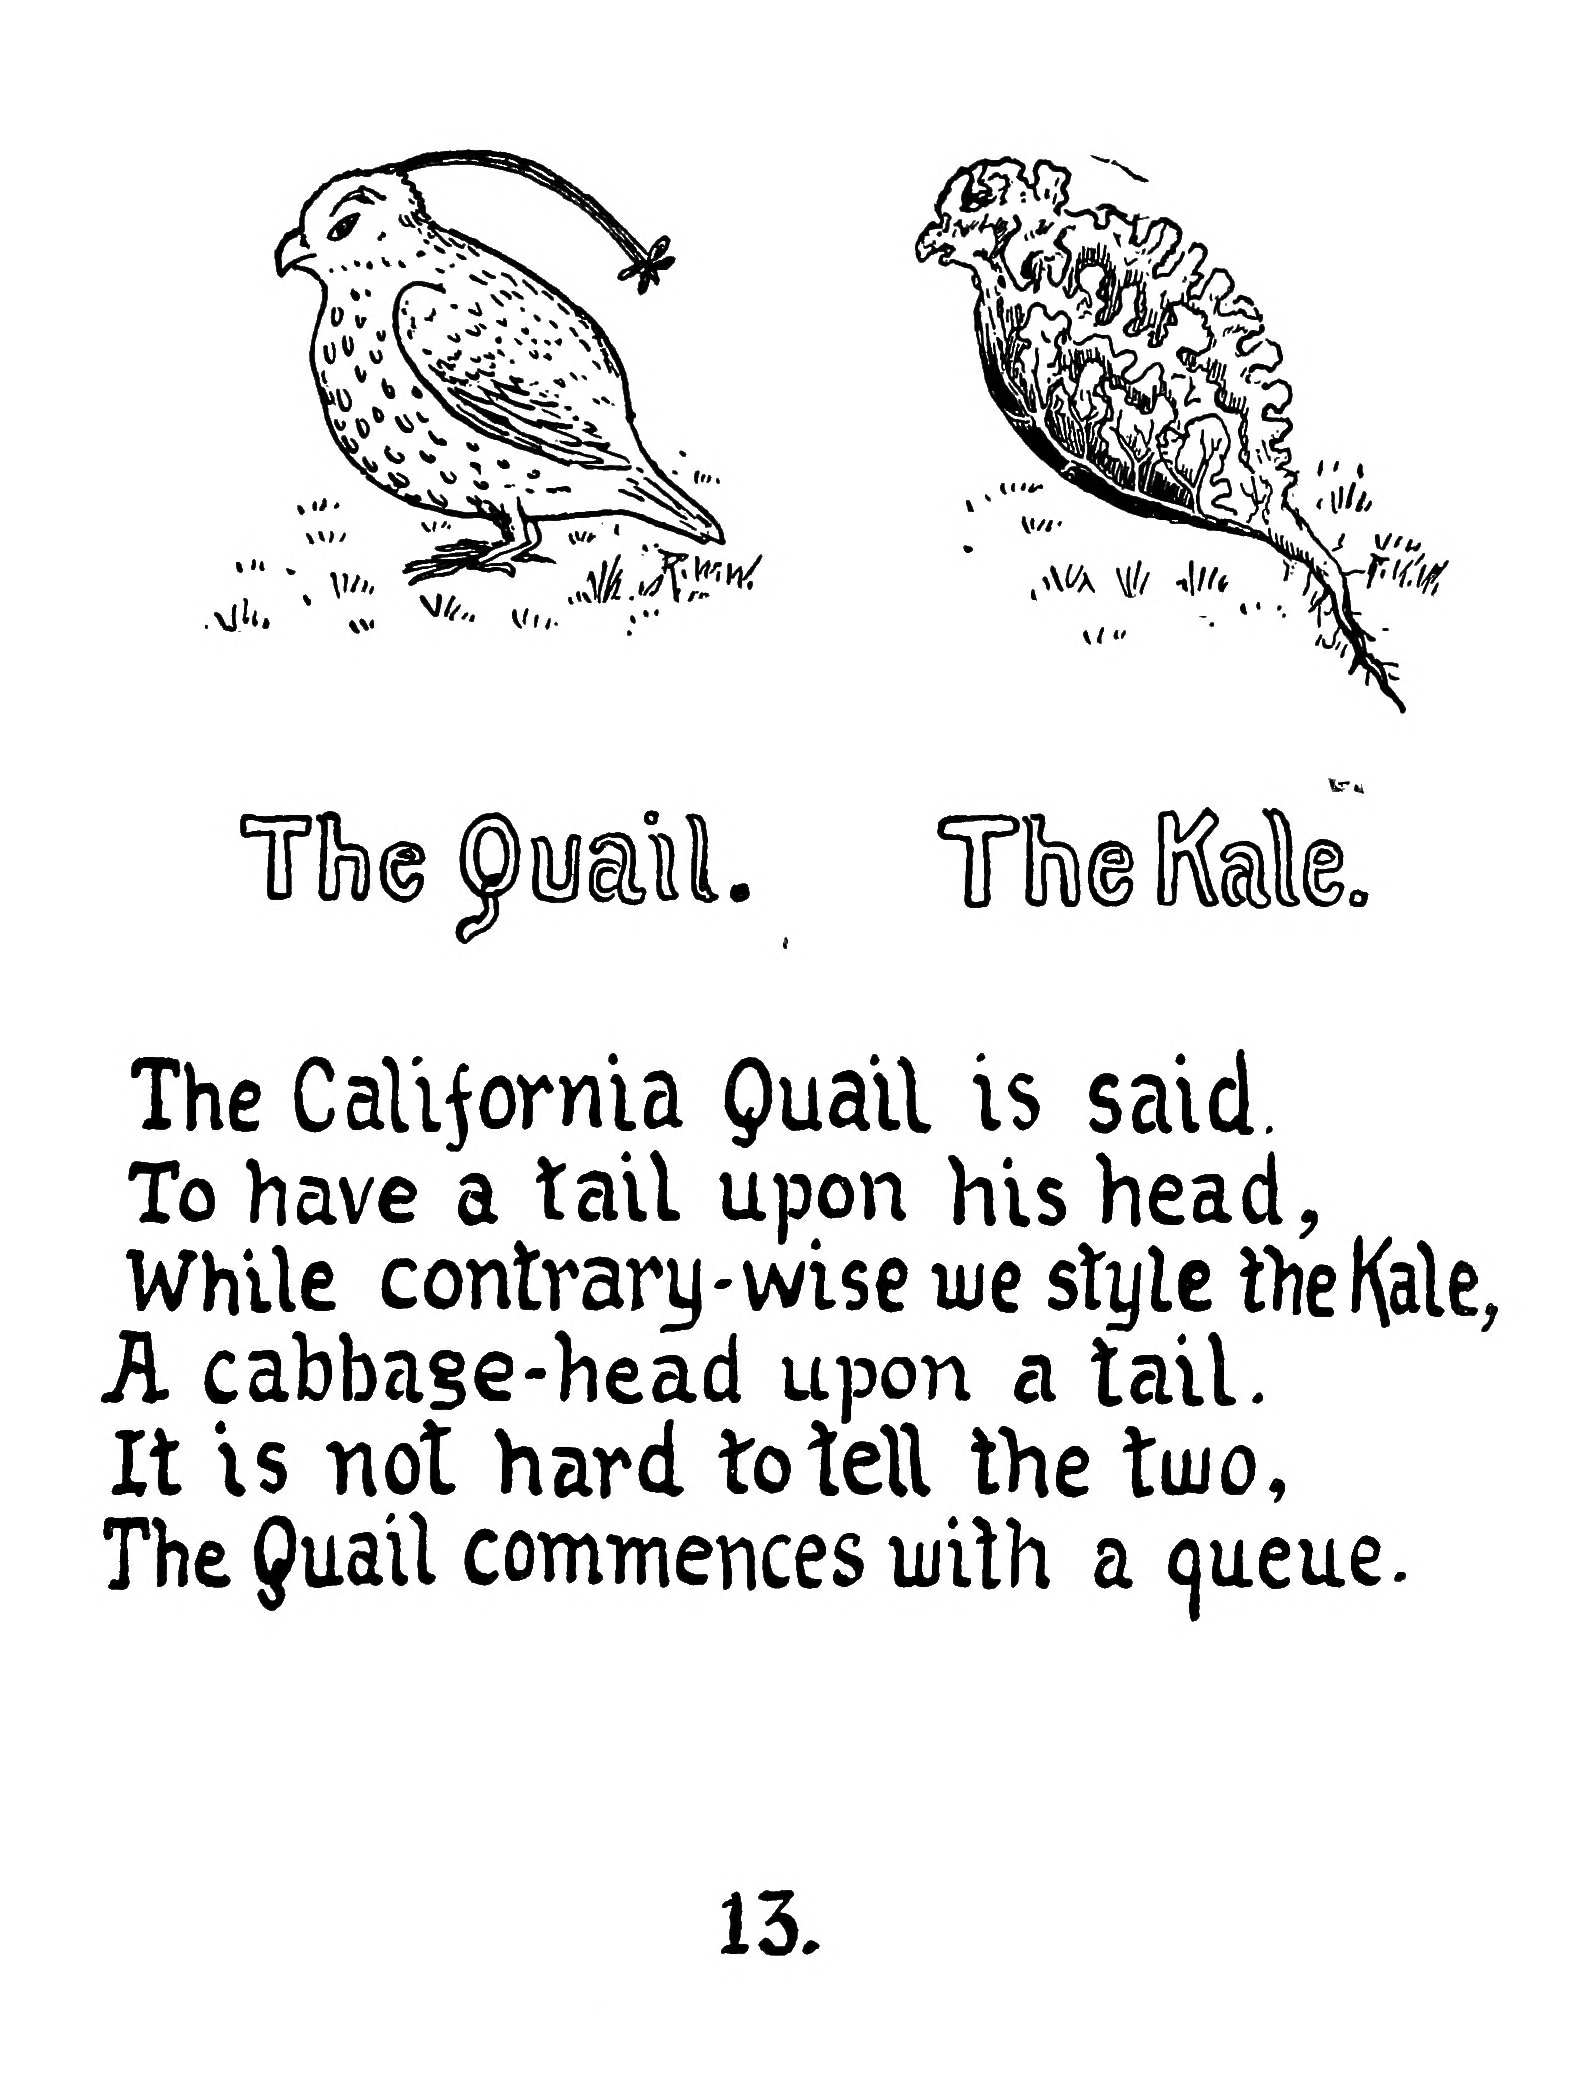 R.W.W.
The Quail. The Kale.
The California Quail is said.
To have a tail upon his head,
While contrary-wise we style the Kale,
A cabbage-head upon a tail.
It is not hard to tell the two,
The Quail commences with a queue.
13.